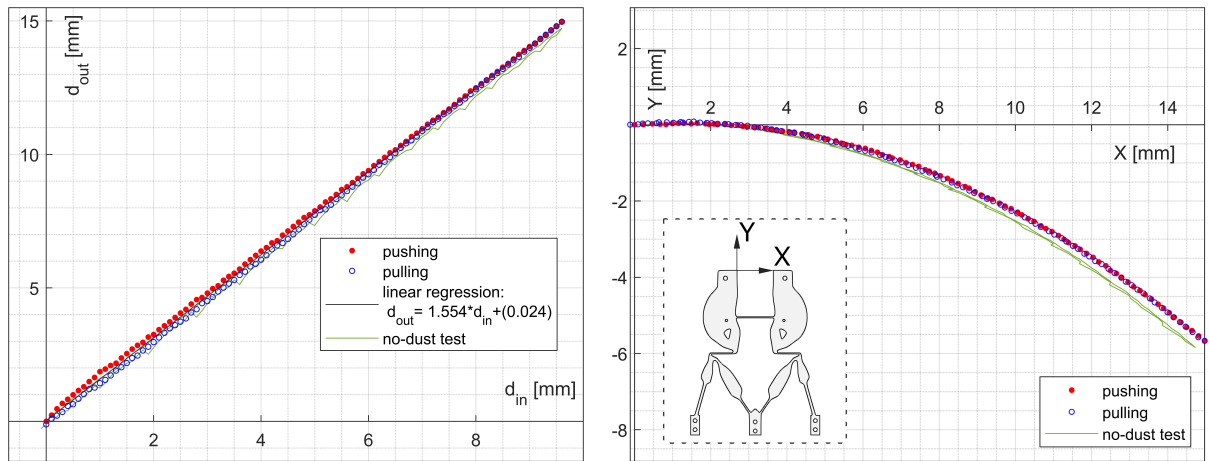 15
10
5
d_out [mm]
pushing
pulling
linear regression:
d_out= 1.554*d_in+(0.024)
no-dust test
d_in [mm]
2
4
6
8
2
Y [mm]
2
4
6
8
10
12
14
X [mm]
-2
-4
-6
-8
Y
X
pushing
pulling
no-dust test